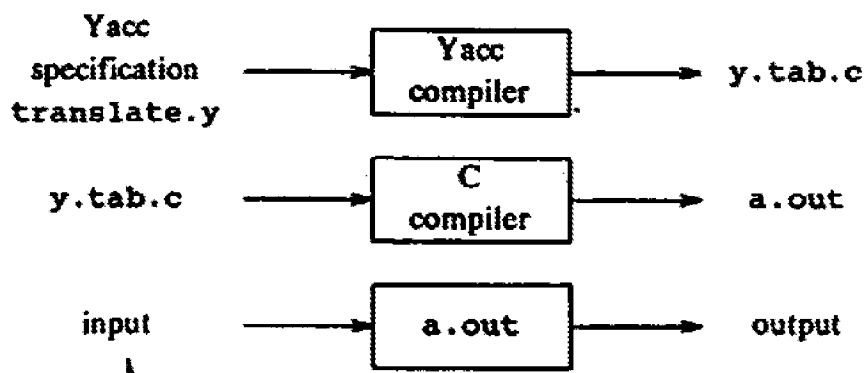 Yacc
specification
translate.y
Yacc
compiler
y.tab.c
y.tab.c
C
compiler
a.out
input
a.out
output